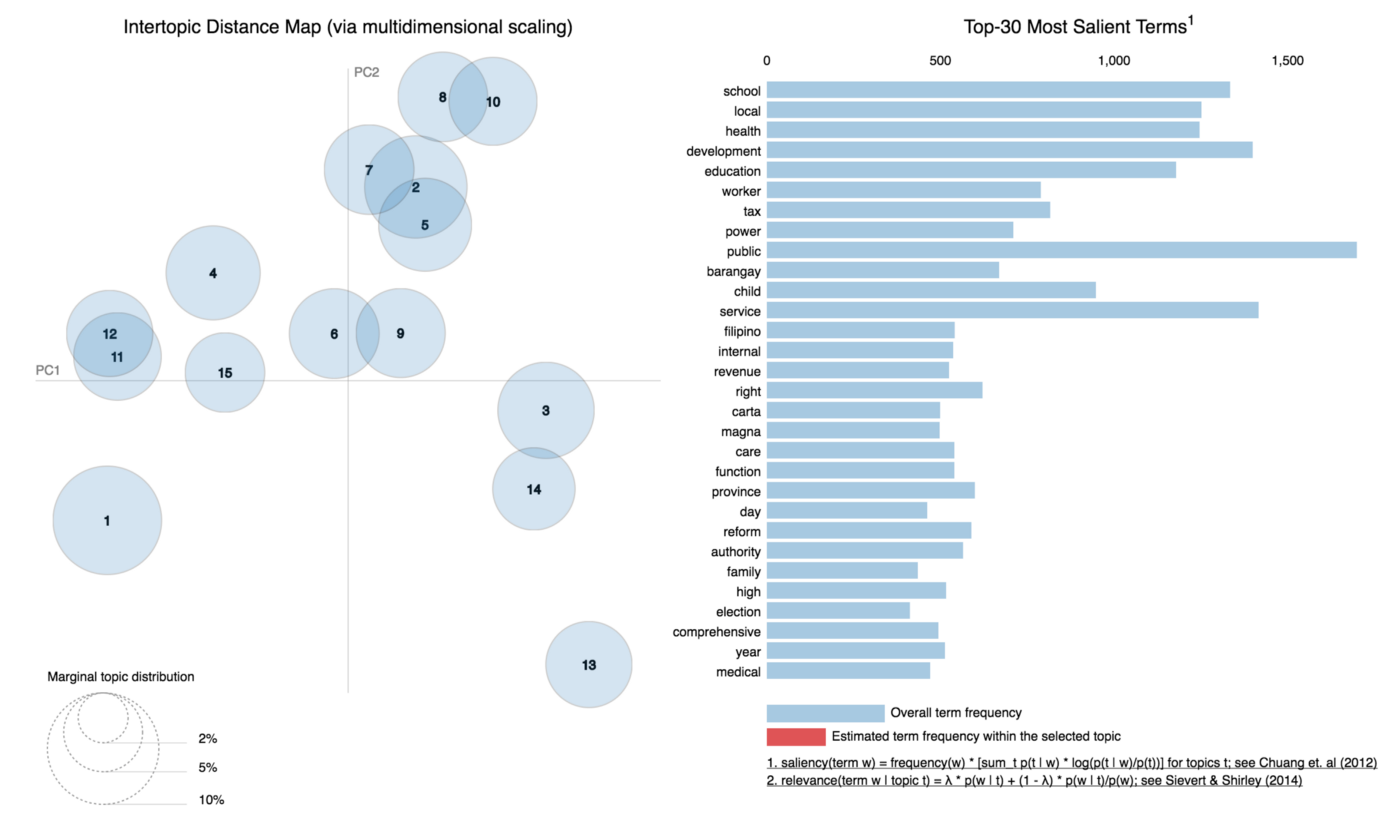 Intertopic Distance Map (via multidimensional scaling)
PC2
8
10
7
2
5
4
12
11
6
9
15
PC1
3
14
1
13
Marginal topic distribution
2%
5%
10%
Top-30 Most Salient Terms1
0 500 1,000 1,500
school
local
health
development
education
worker
tax
power
public
barangay
child
service
filipino
internal
revenue
right
carta
magna
care
function
province
day
reform
authority
family
high
election
comprehensive
year
medical
Overall term frequency
Estimated term frequency within the selected topic
1. saliency(term w) = frequency(w) * [sum_t p(t | w) * log(p(t | w)/p(t))] for topics t; see Chuang et. al (2012)
2. relevance(term w | topic t) = λ * p(w | t) + (1 - λ) * p(w | t)/p(w); see Sievert & Shirley (2014)